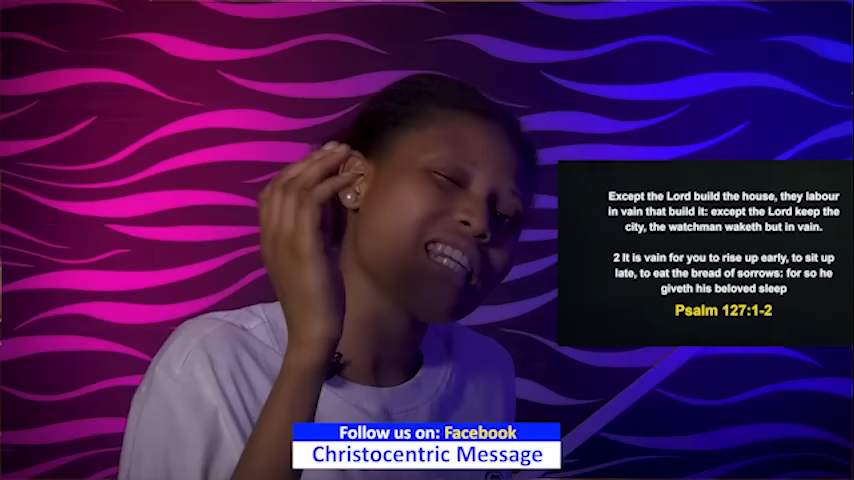 Except the Lord build the house, they labour
in vain that build it: except the Lord keep the
city, the watchman waketh but in vain.
2 It is vain for you to rise up early, to sit up
late, to eat the bread of sorrows: for so he
giveth his beloved sleep
Psalm 127:1-2
Follow us on: Facebook
Christocentric Message